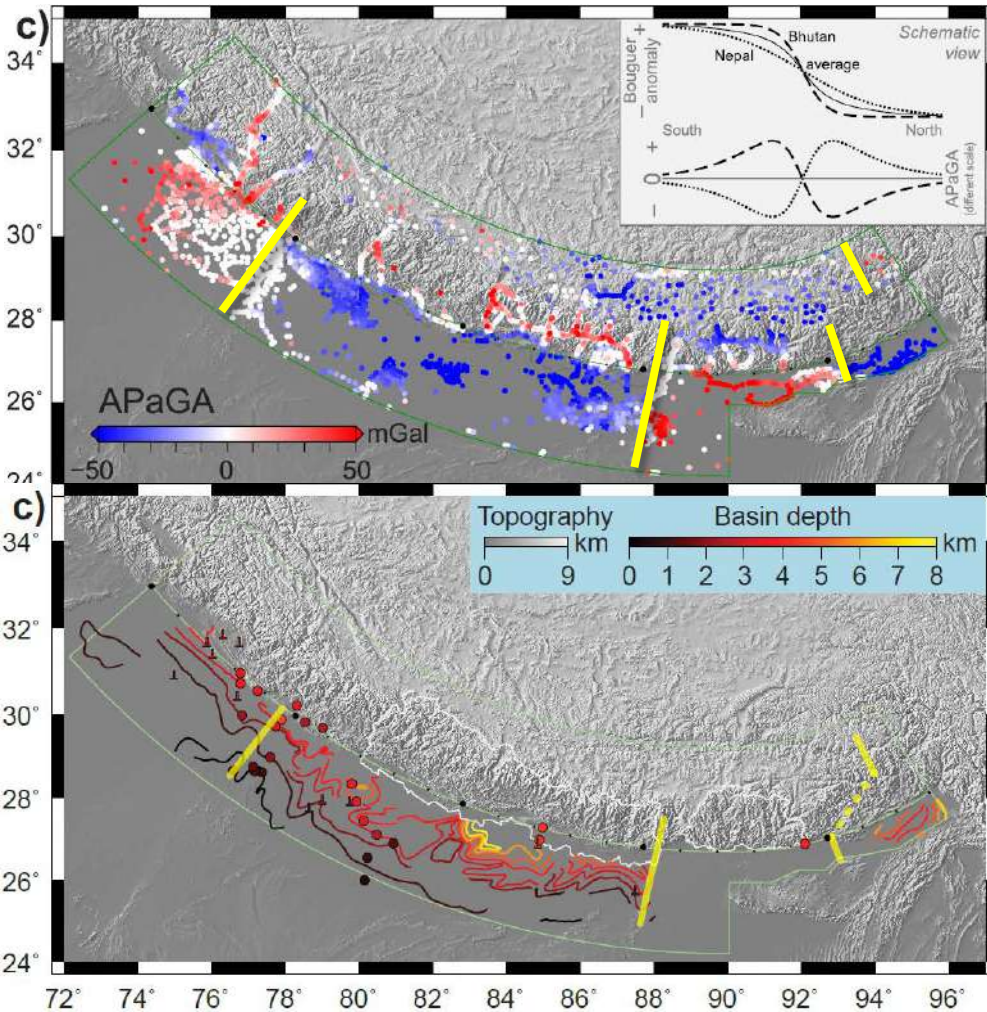 c)
34°
32°
30°
28°
26°
24°
APaGA
mGal
−50 0 50
Bouguer
anomaly
+
−
Nepal
Bhutan
average
Schematic
view
South
North
+
0
−
APaGA
(different scale)
c)
34°
32°
30°
28°
26°
24°
Topography
km
0 9
Basin depth
km
0 1 2 3 4 5 6 7 8
72° 74° 76° 78° 80° 82° 84° 86° 88° 90° 92° 94° 96°